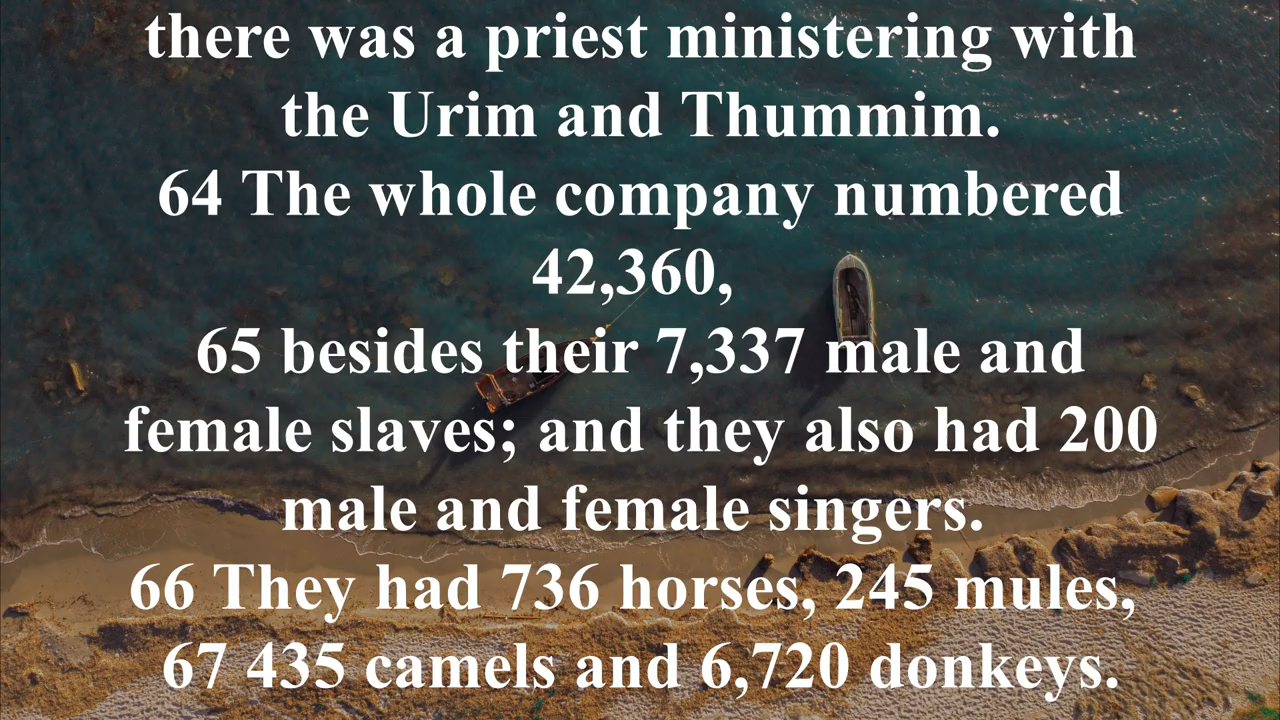 there was a priest ministering with
the Urim and Thummim.
64 The whole company numbered
42,360,
65 besides their 7,337 male and
female slaves; and they also had 200
male and female singers.
66 They had 736 horses, 245 mules,
67 435 camels and 6,720 donkeys.